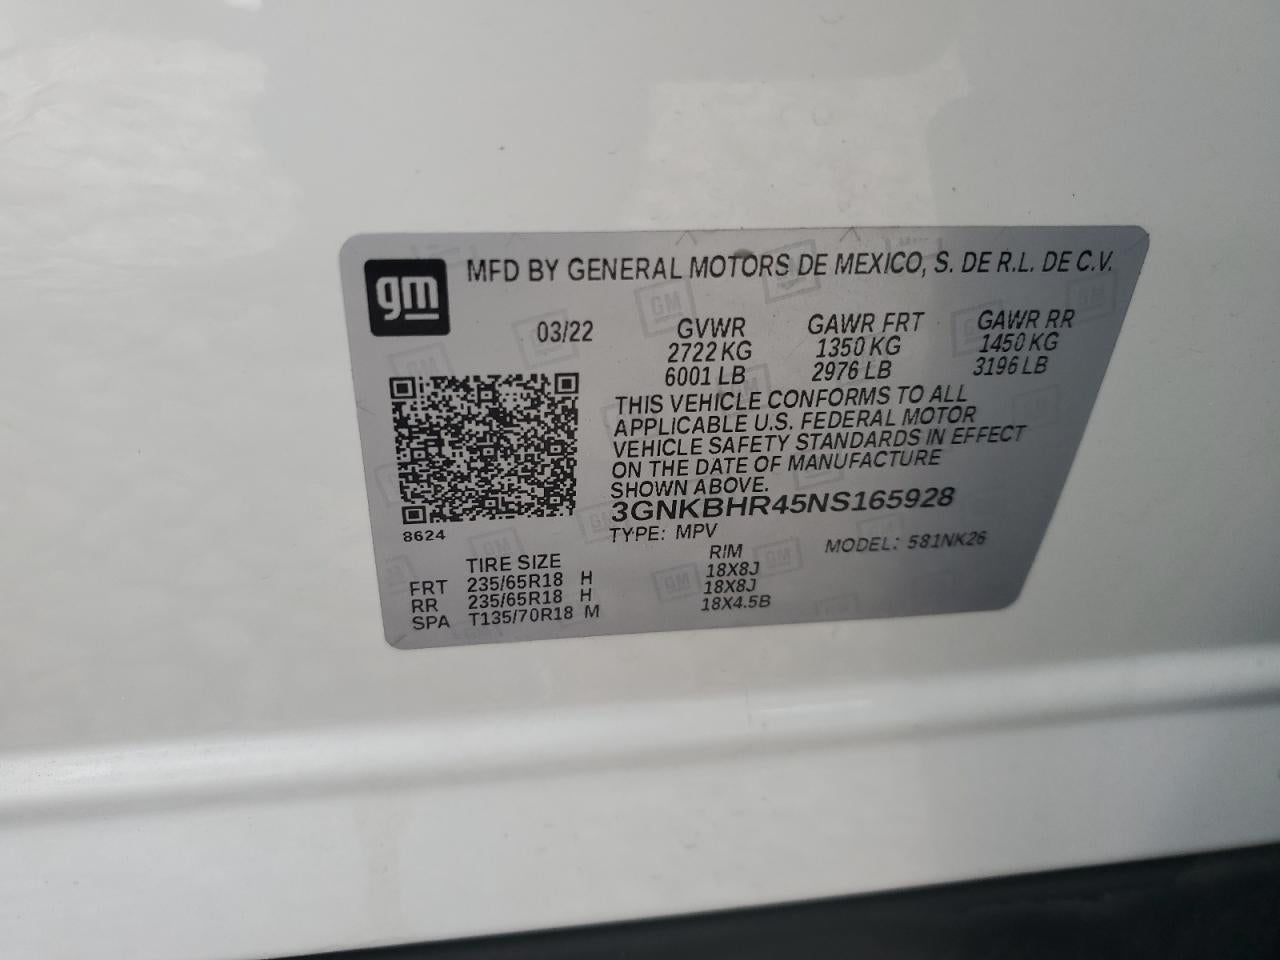 gm
MFD BY GENERAL MOTORS DE MEXICO, S. DE R.L. DE C.V.
03/22 GVWR GAWR FRT GAWR RR
2722 KG 1350 KG 1450 KG
6001 LB 2976 LB 3196 LB
THIS VEHICLE CONFORMS TO ALL
APPLICABLE U.S. FEDERAL MOTOR
VEHICLE SAFETY STANDARDS IN EFFECT
ON THE DATE OF MANUFACTURE
SHOWN ABOVE.
3GNKBHR45NS165928
8624
TYPE: MPV MODEL: 581NK26
TIRE SIZE RIM
FRT 235/65R18 H 18X8J
RR 235/65R18 H 18X8J
SPA T135/70R18 M 18X4.5B